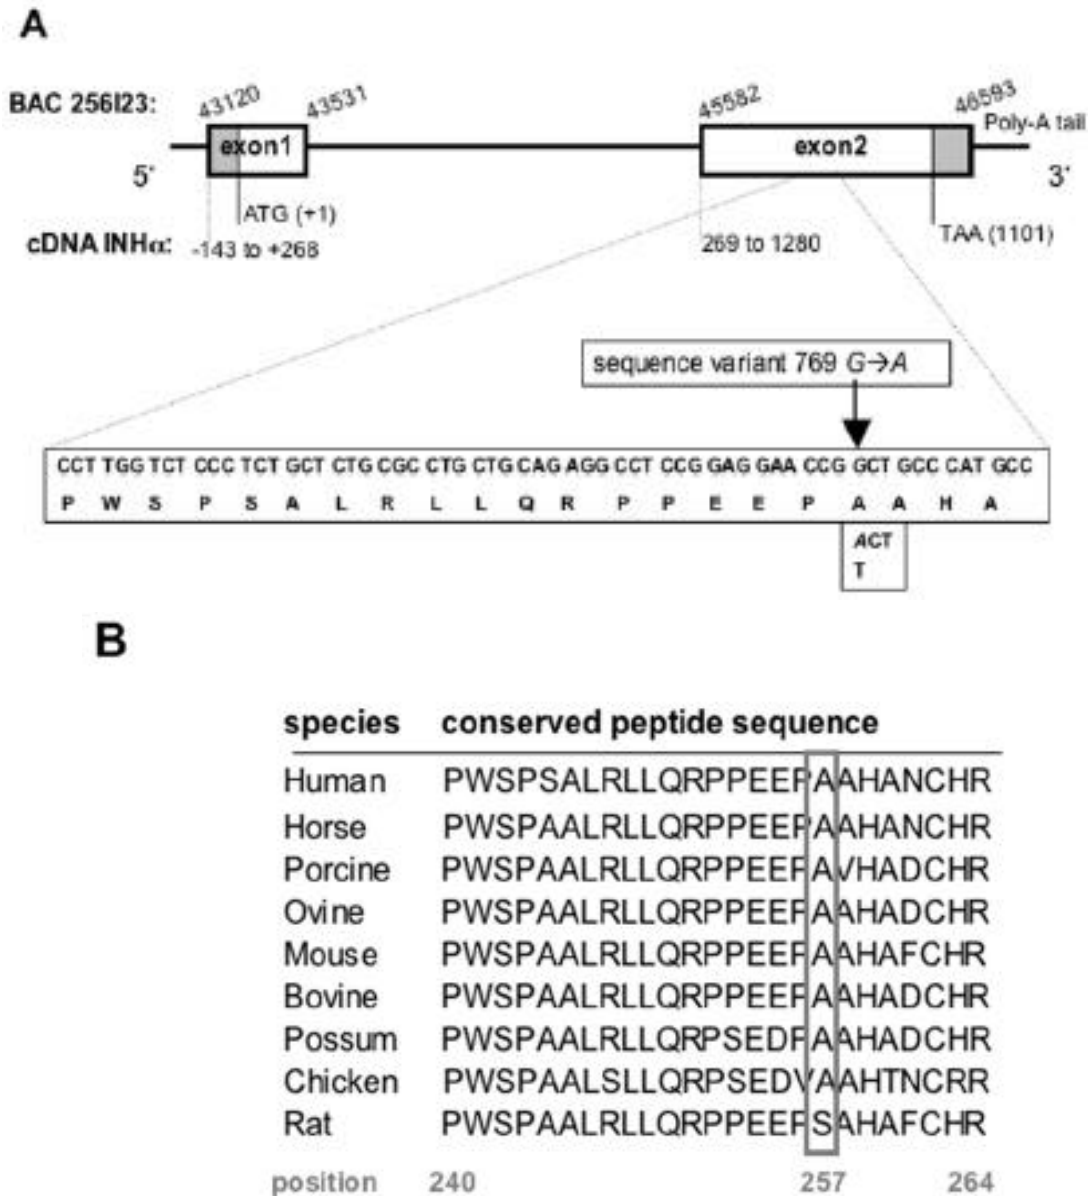 A
BAC 256I23:
43120
43531
45582
46593
exon1
exon2
Poly-A tail
5'
3'
ATG (+1)
TAA (1101)
cDNA INHα:
-143 to +268
269 to 1280
sequence variant 769 G→A
CCT TGG TCT CCC TCT GCT CTG CGC CTG CTG CAG AGG CCT CCG GAG GAA CCG GCT GCC CAT GCC
P W S P S A L R L L Q R P P E E P A A H A
ACT
T
B
species conserved peptide sequence
Human PWSPSALRLLQRPPEEPAAHANCHR
Horse PWSPAALRLLQRPPEEPAAHANCHR
Porcine PWSPAALRLLQRPPEEPAVHADCHR
Ovine PWSPAALRLLQRPPEEPAAHADCHR
Mouse PWSPAALRLLQRPPEEPAAHAFCHR
Bovine PWSPAALRLLQRPPEEPAAHADCHR
Possum PWSPAALRLLQRPSEDPAAHADCHR
Chicken PWSPAALSLLQRPSEDVAAHTNCRR
Rat PWSPAALRLLQRPPEEPSAHAFCHR
position 240 257 264